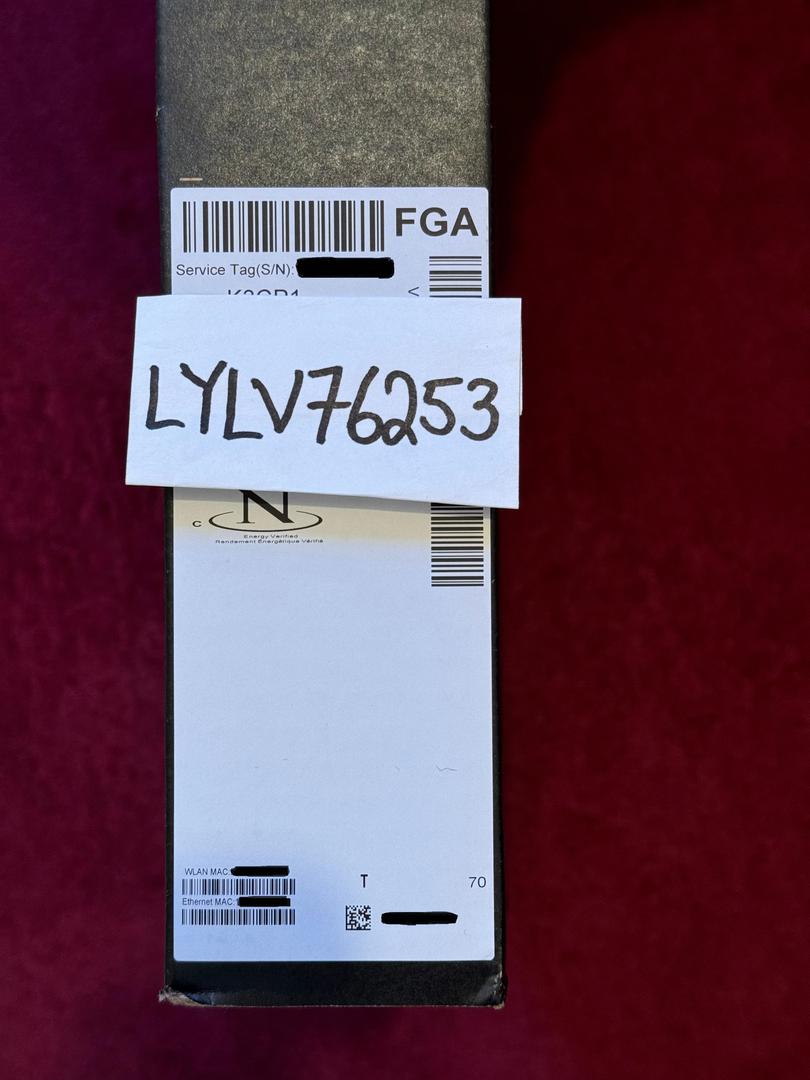 FGA
Service Tag(S/N):
<
LYLV76253
N
C
Energy Verified
Rendement Énergétique Vérifié
WLAN MAC:
T
70
Ethernet MAC: